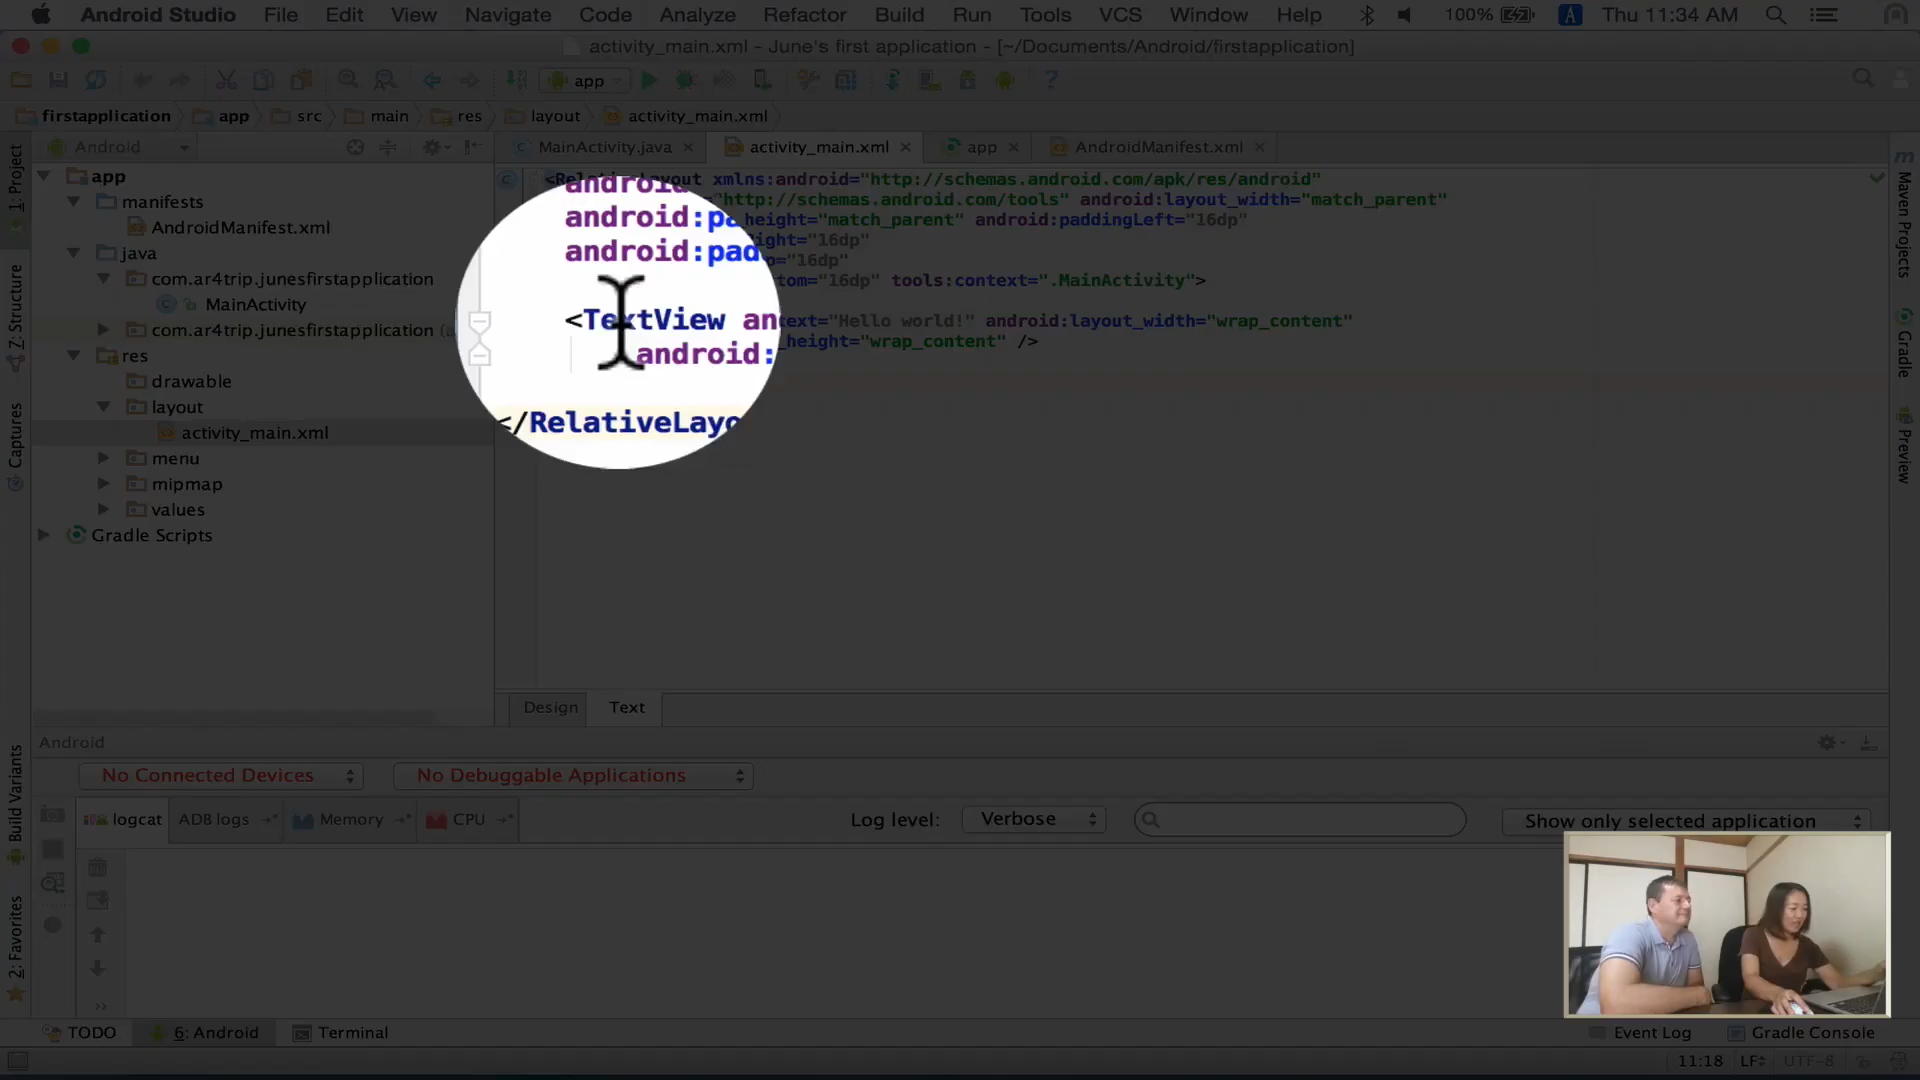 Android Studio File Edit View Navigate Code Analyze Refactor Build Run Tools VCS Window Help 100% A Thu 11:34 AM
activity_main.xml - June's first application - [~/Documents/Android/firstapplication]
app
firstapplication app src main res layout activity_main.xml
Android
MainActivity.java activity_main.xml app AndroidManifest.xml
1: Project
7: Structure
Captures
Build Variants
2: Favorites
app
manifests
AndroidManifest.xml
java
com.ar4trip.junesfirstapplication
MainActivity
com.ar4trip.junesfirstapplication
res
drawable
layout
activity_main.xml
menu
mipmap
values
Gradle Scripts
<RelativeLayout xmlns:android="http://schemas.android.com/apk/res/android"
="http://schemas.android.com/tools" android:layout_width="match_parent"
_height="match_parent" android:paddingLeft="16dp"
ight="16dp"
="16dp"
tom="16dp" tools:context=".MainActivity">
text="Hello world!" android:layout_width="wrap_content"
_height="wrap_content" />
android:pa
android:pad
<TextView an
android:
</RelativeLayo
Maven Projects
Gradle
Preview
Design Text
Android
No Connected Devices No Debuggable Applications
logcat ADB logs Memory CPU Log level: Verbose Show only selected application
TODO 6: Android Terminal Event Log Gradle Console
11:18 LF UTF-8